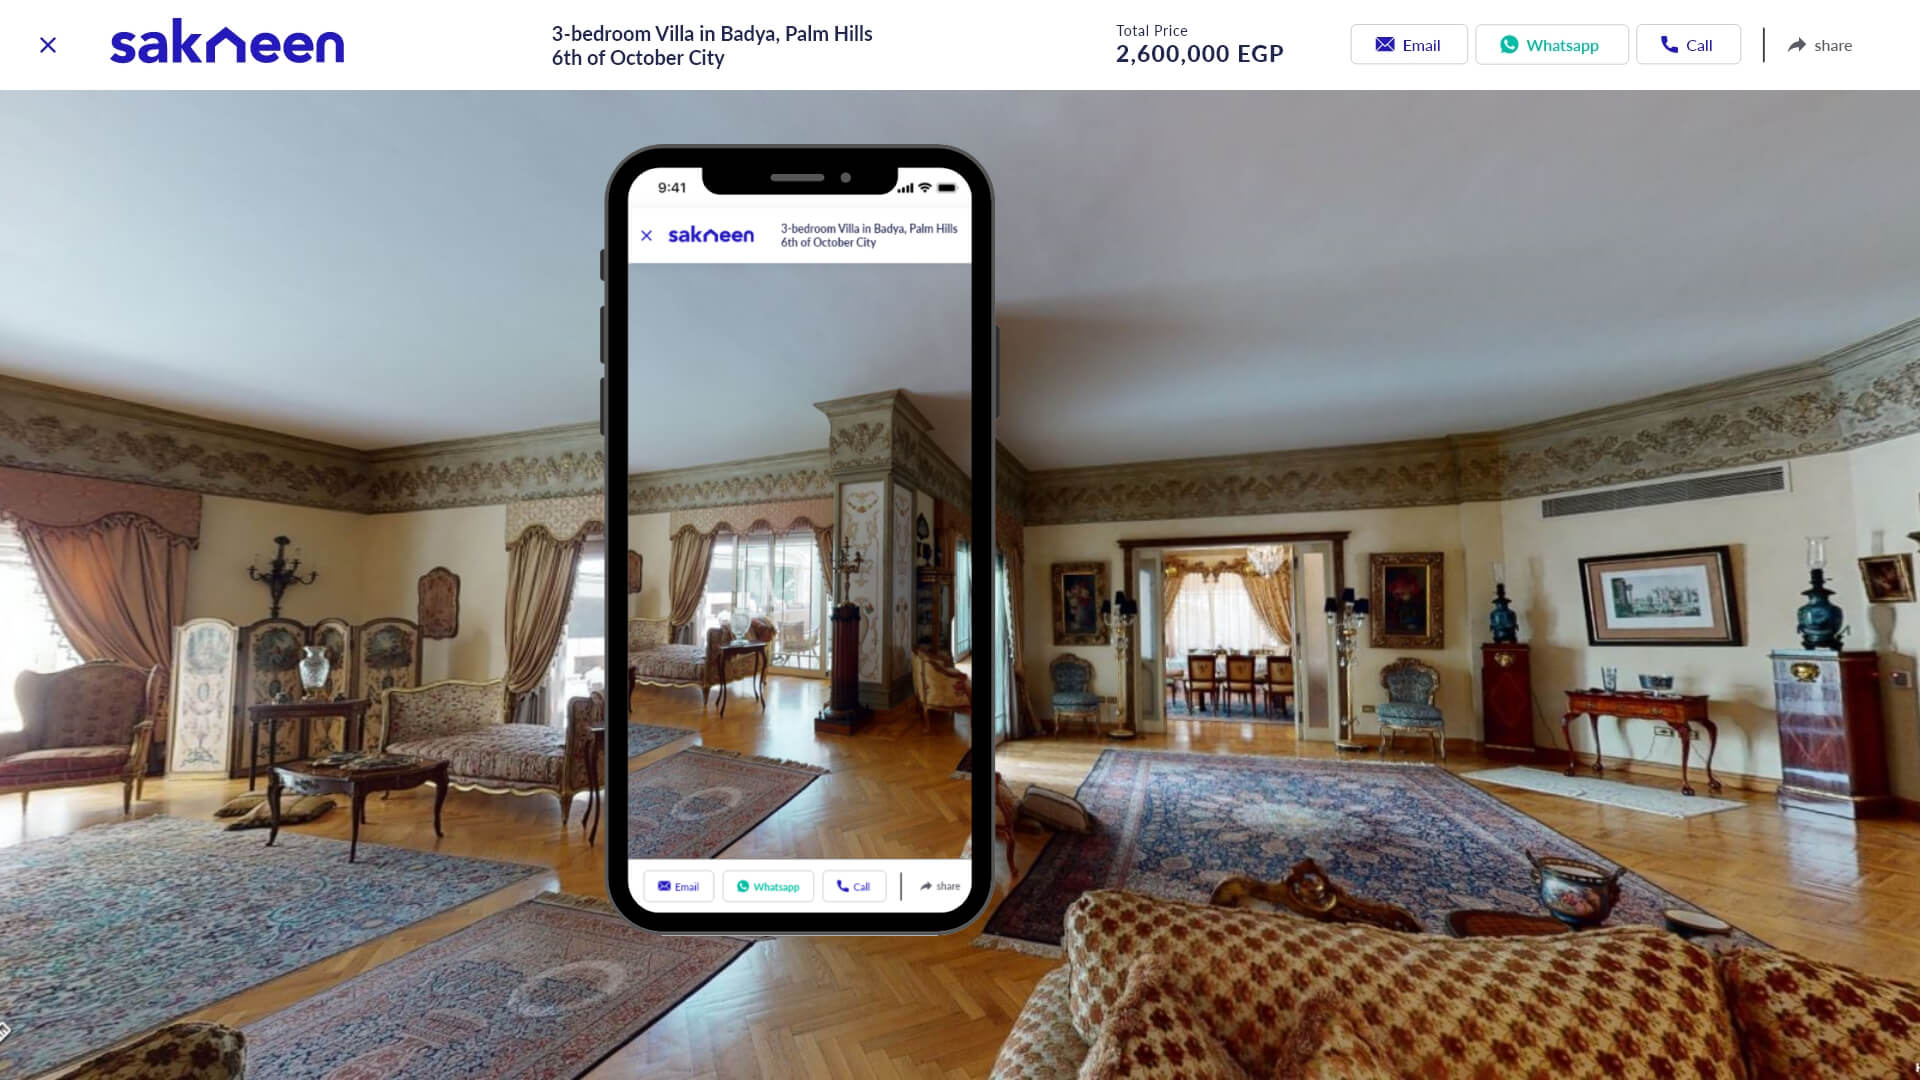 sakneen
3-bedroom Villa in Badya, Palm Hills
6th of October City
Total Price
2,600,000 EGP
Email
Whatsapp
Call
share
9:41
sakneen
3-bedroom Villa in Badya, Palm Hills
6th of October City
Email
Whatsapp
Call
share